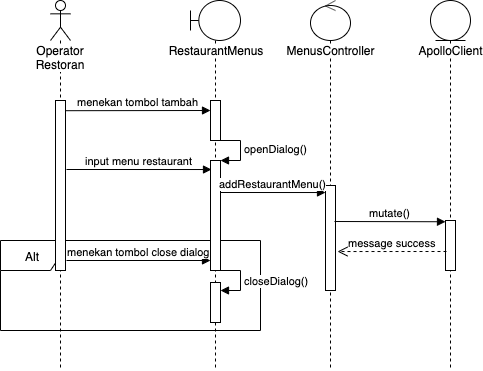 Operator
Restoran
RestaurantMenus
MenusController
ApolloClient
menekan tombol tambah
openDialog()
input menu restaurant
addRestaurantMenu()
mutate()
message success
Alt
menekan tombol close dialog
closeDialog()